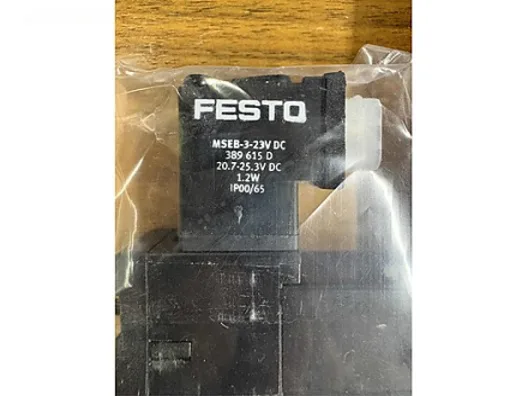 FESTO
MSEB-3-23V DC
389 615 D
20.7-25.3V DC
1.2W
IP00/65